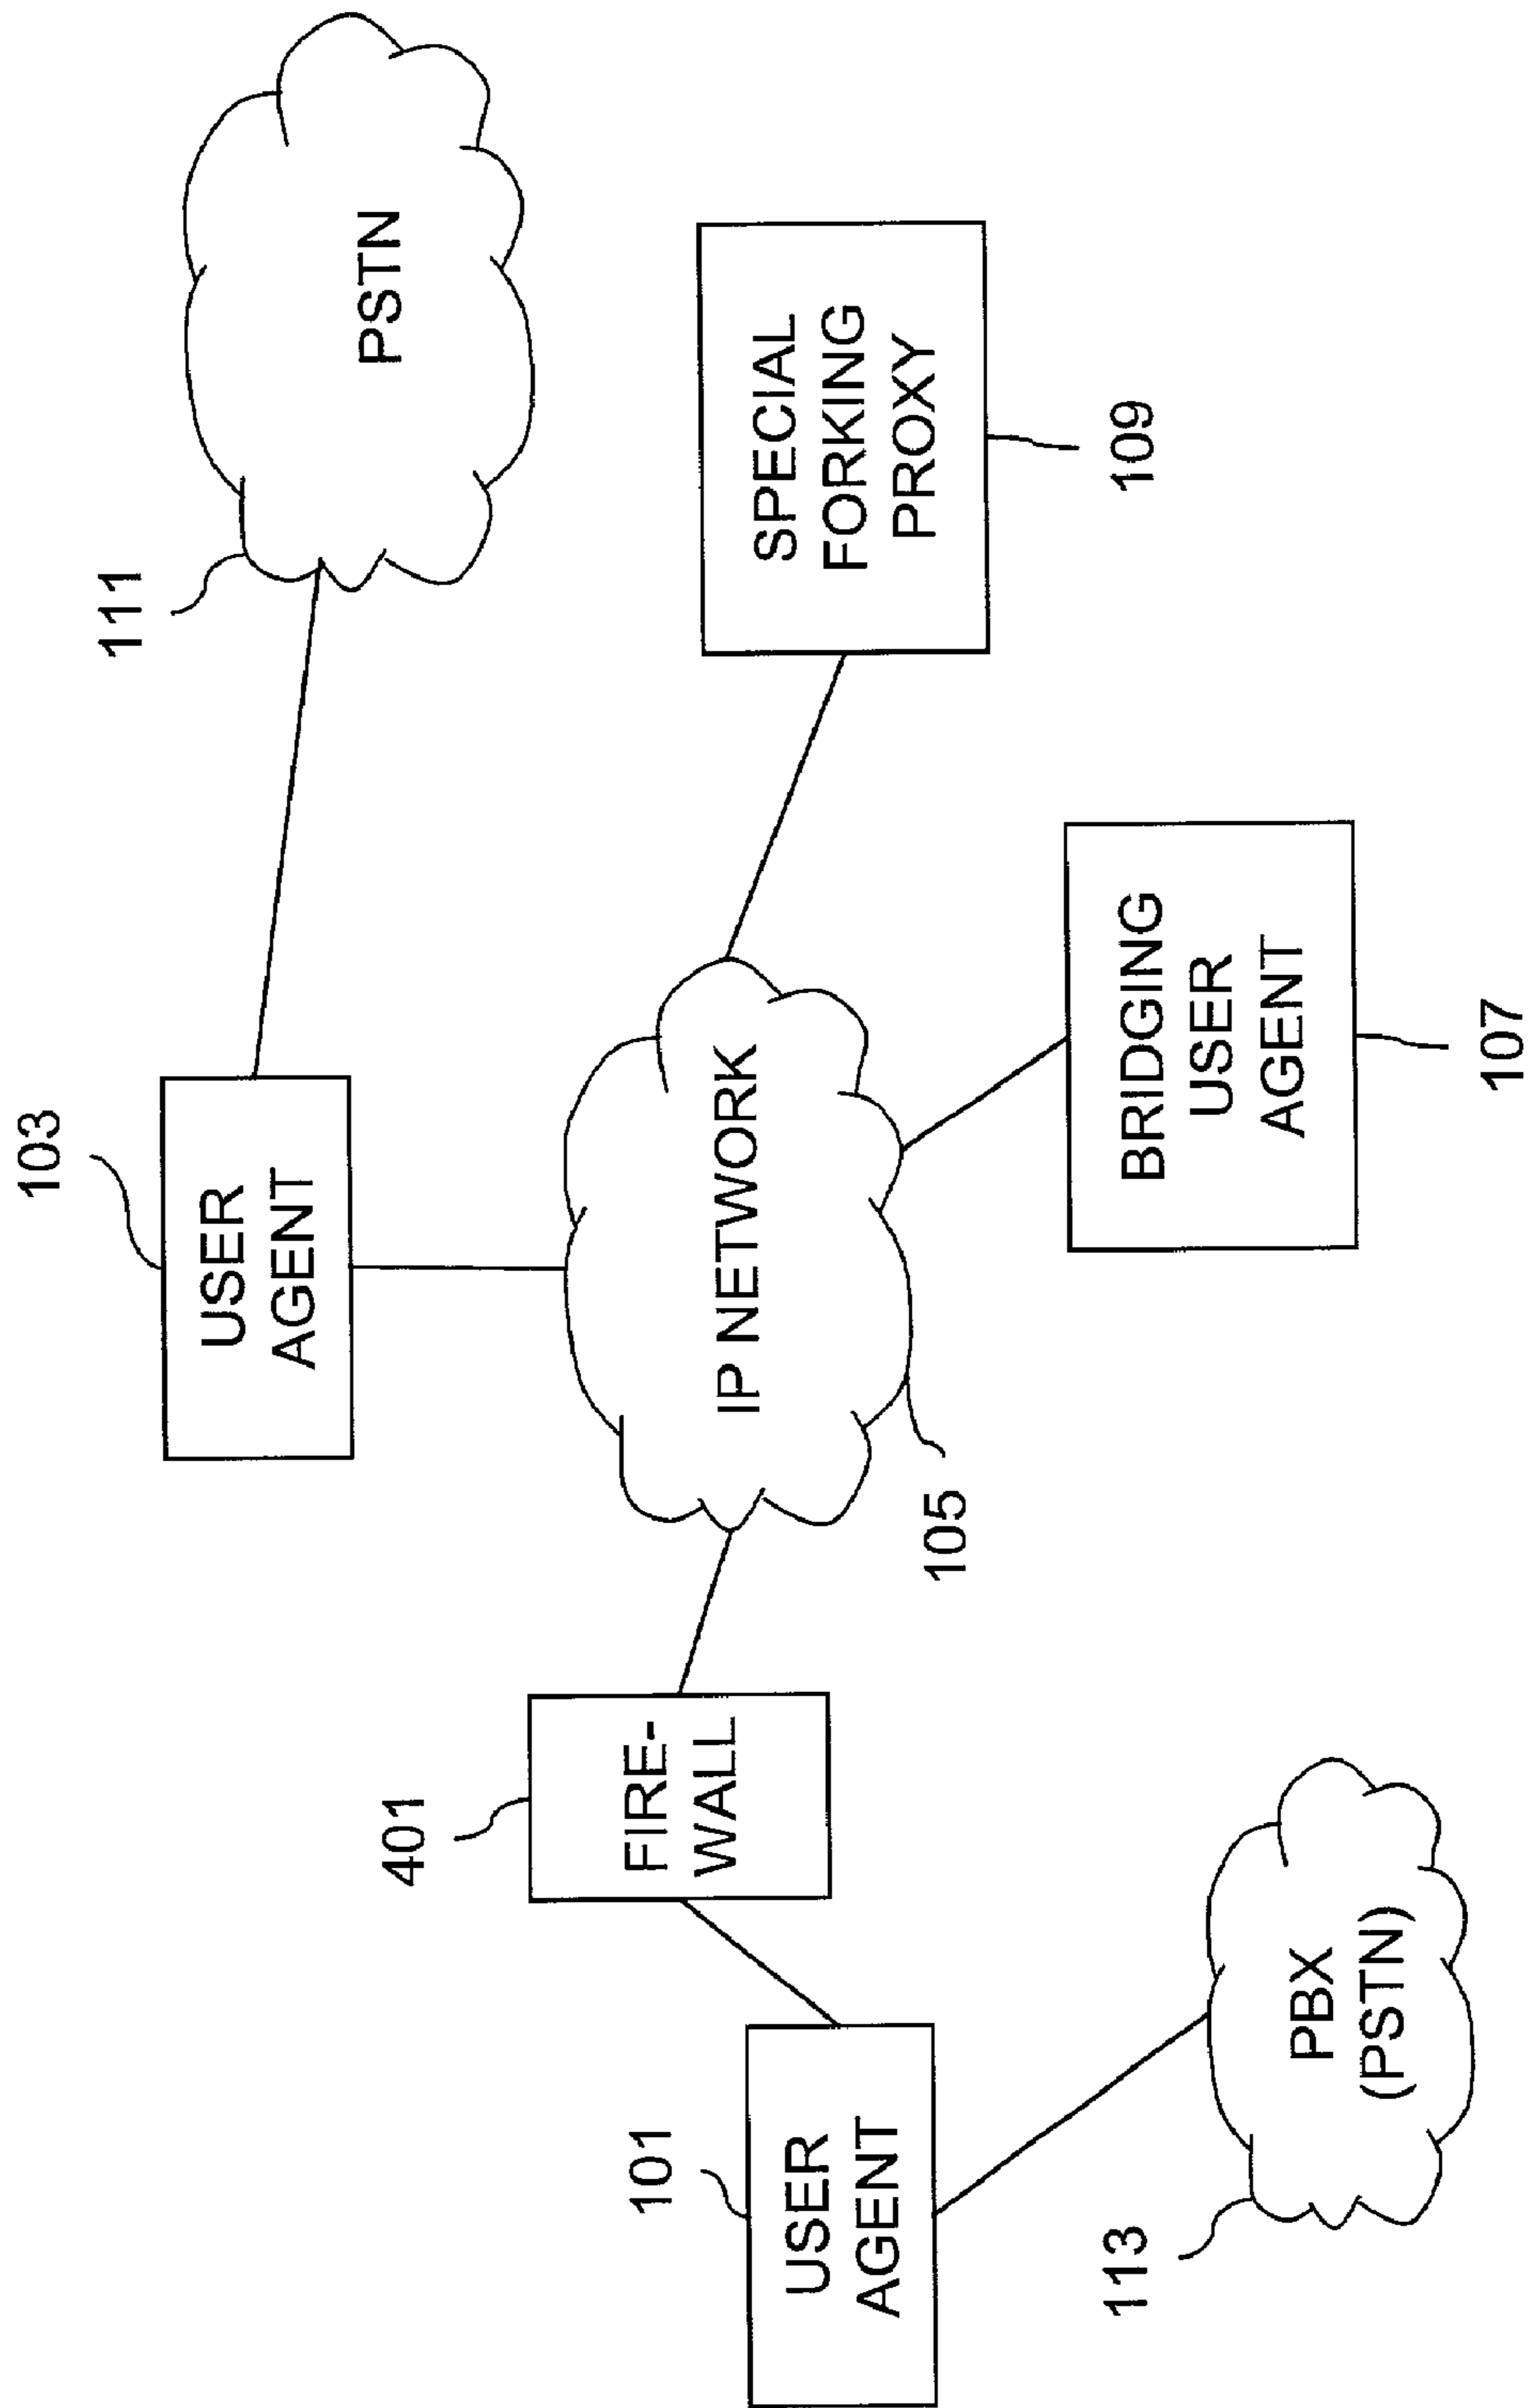 103
USER
AGENT
111
PSTN
401
FIRE-
WALL
IP NETWORK
105
SPECIAL
FORKING
PROXY
109
101
USER
AGENT
BRIDGING
USER
AGENT
107
113
PBX
(PSTN)